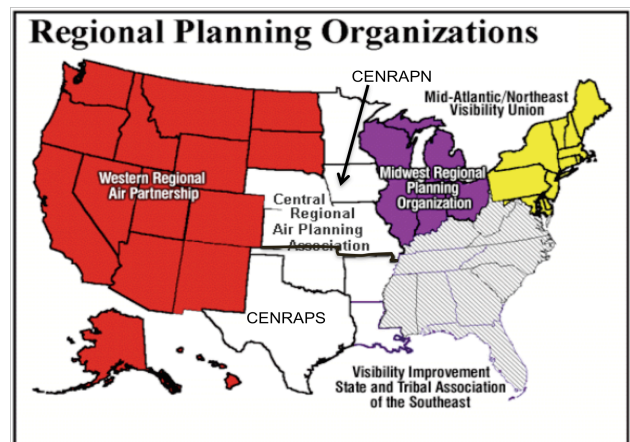 Regional Planning Organizations
CENRAPN
Mid-Atlantic/Northeast
Visibility Union
Western Regional
Air Partnership
Midwest Regional
Planning
Organization
Central
Regional
Air Planning
Association
CENRAPS
Visibility Improvement
State and Tribal Association
of the Southeast